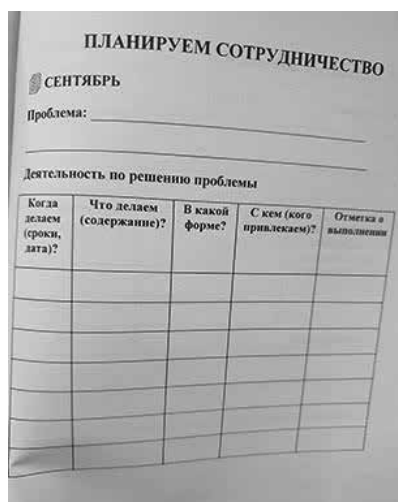 ПЛАНИРУЕМ СОТРУДНИЧЕСТВО
СЕНТЯБРЬ
Проблема:
Деятельность по решению проблемы
Когда делаем (сроки, дата)?
Что делаем (содержание)?
В какой форме?
С кем (кого привлекаем)?
Отметка о выполнении